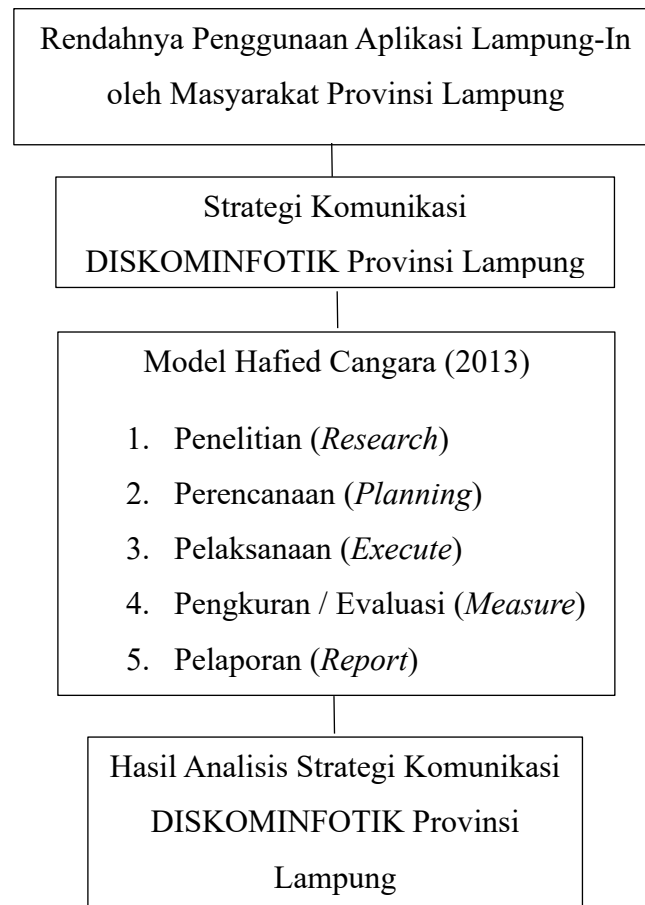 Rendahnya Penggunaan Aplikasi Lampung-In
oleh Masyarakat Provinsi Lampung
Strategi Komunikasi
DISKOMINFOTIK Provinsi Lampung
Model Hafied Cangara (2013)
1. Penelitian (Research)
2. Perencanaan (Planning)
3. Pelaksanaan (Execute)
4. Pengkuran / Evaluasi (Measure)
5. Pelaporan (Report)
Hasil Analisis Strategi Komunikasi
DISKOMINFOTIK Provinsi
Lampung